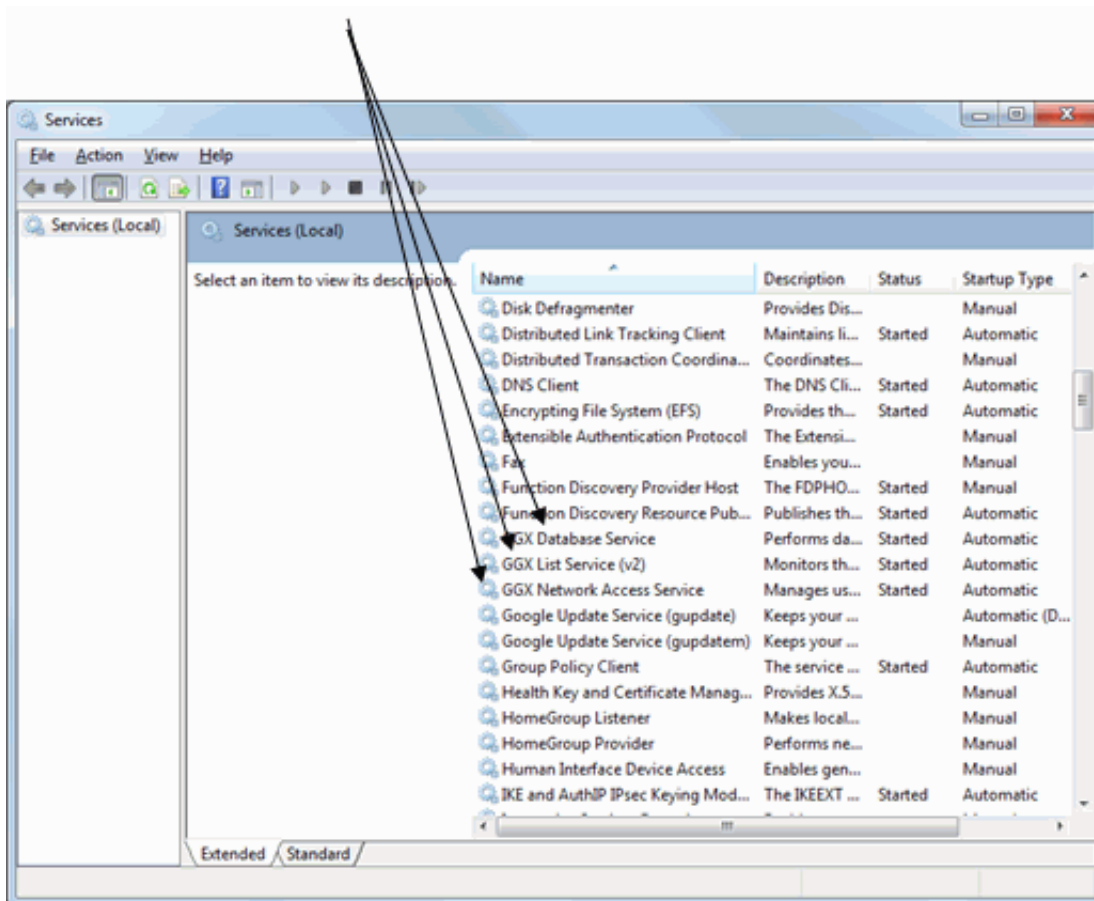 Services
File Action View Help
Services (Local)
Services (Local)
Select an item to view its description.
Name Description Status Startup Type
Disk Defragmenter Provides Dis... Manual
Distributed Link Tracking Client Maintains li... Started Automatic
Distributed Transaction Coordina... Coordinates... Manual
DNS Client The DNS Cli... Started Automatic
Encrypting File System (EFS) Provides th... Started Automatic
Extensible Authentication Protocol The Extensi... Manual
Fax Enables you... Manual
Function Discovery Provider Host The FDPHO... Started Manual
Function Discovery Resource Pub... Publishes th... Started Automatic
GGX Database Service Performs da... Started Automatic
GGX List Service (v2) Monitors th... Started Automatic
GGX Network Access Service Manages us... Started Automatic
Google Update Service (gupdate) Keeps your ... Automatic (D...
Google Update Service (gupdatem) Keeps your ... Manual
Group Policy Client The service ... Started Automatic
Health Key and Certificate Manag... Provides X.5... Manual
HomeGroup Listener Makes local... Manual
HomeGroup Provider Performs ne... Manual
Human Interface Device Access Enables gen... Manual
IKE and AuthIP IPsec Keying Mod... The IKEEXT ... Started Automatic
Extended Standard